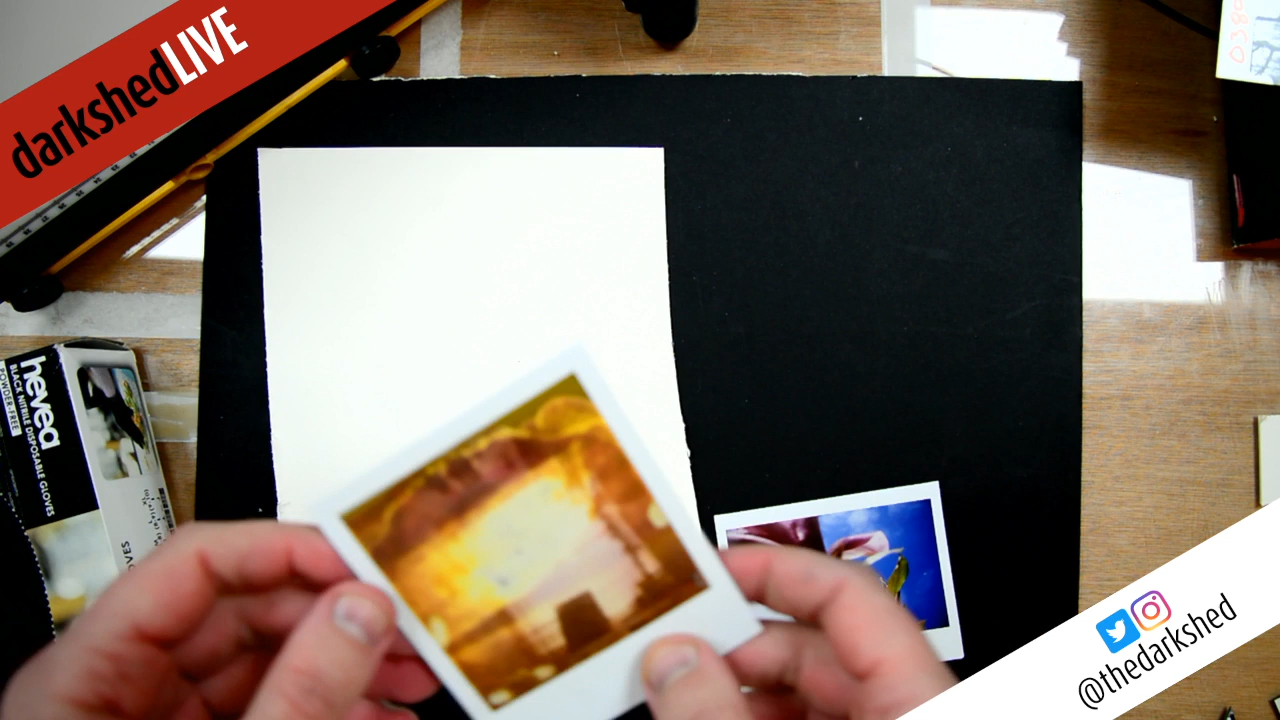 darkshedLIVE
hevea
BLACK NITRILE DISPOSABLE GLOVES
POWDER-FREE
@thedarkshed